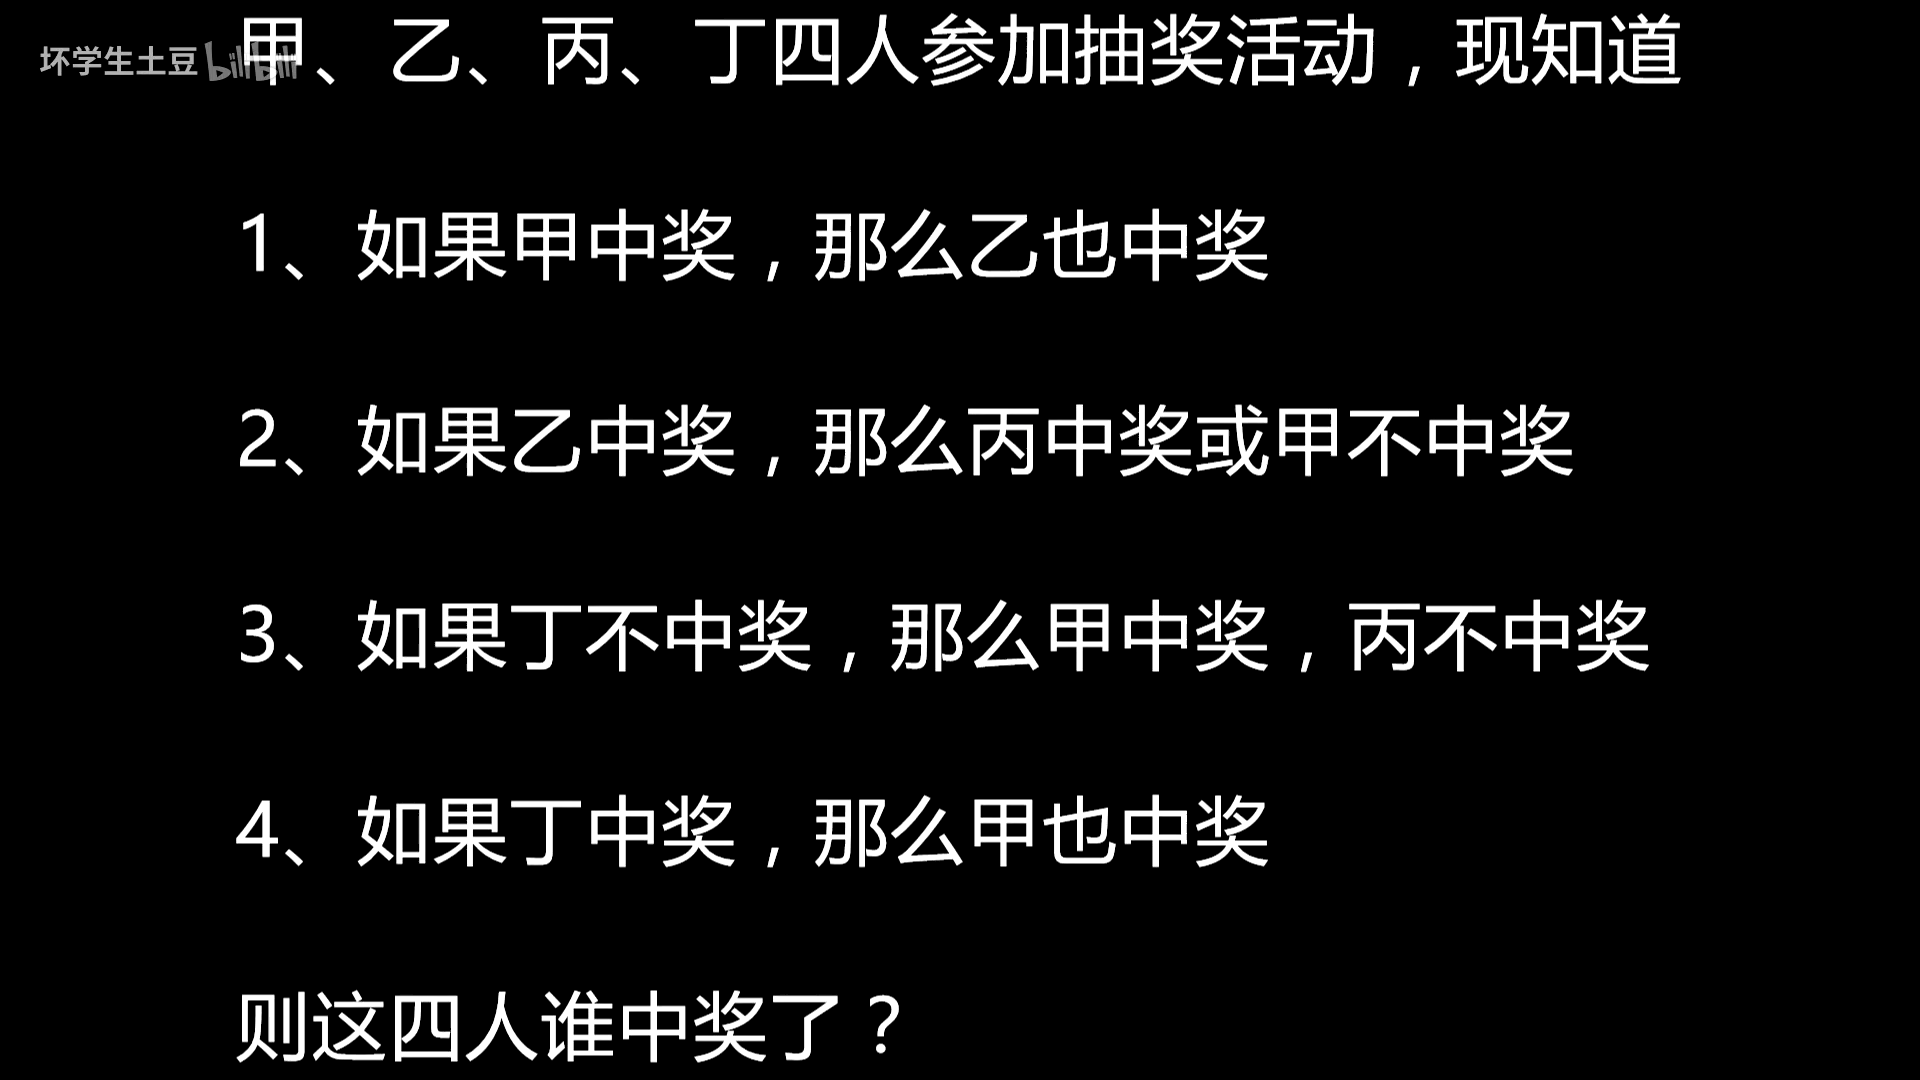 甲、乙、丙、丁四人参加抽奖活动，现知道
坏学生土豆 bilibili
1、如果甲中奖，那么乙也中奖
2、如果乙中奖，那么丙中奖或甲不中奖
3、如果丁不中奖，那么甲中奖，丙不中奖
4、如果丁中奖，那么甲也中奖
则这四人谁中奖了？